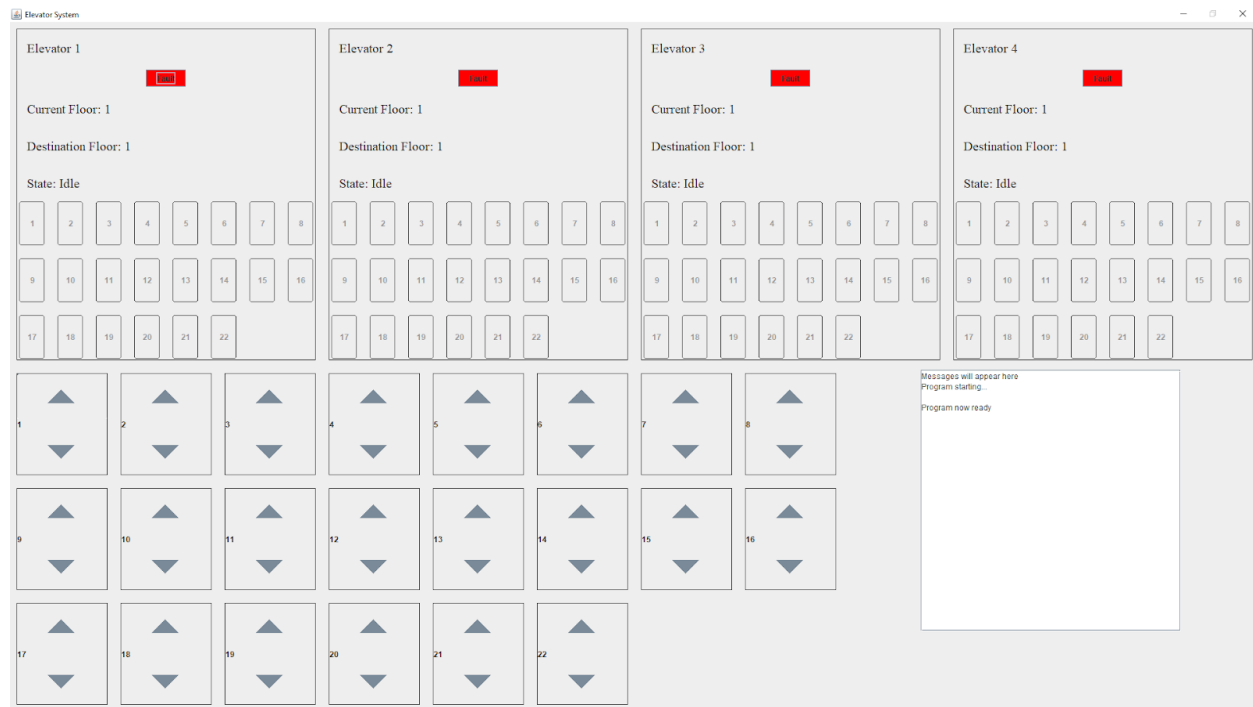 Elevator System
Elevator 1
Fault
Current Floor: 1
Destination Floor: 1
State: Idle
1 2 3 4 5 6 7 8
9 10 11 12 13 14 15 16
17 18 19 20 21 22
Elevator 2
Fault
Current Floor: 1
Destination Floor: 1
State: Idle
1 2 3 4 5 6 7 8
9 10 11 12 13 14 15 16
17 18 19 20 21 22
Elevator 3
Fault
Current Floor: 1
Destination Floor: 1
State: Idle
1 2 3 4 5 6 7 8
9 10 11 12 13 14 15 16
17 18 19 20 21 22
Elevator 4
Fault
Current Floor: 1
Destination Floor: 1
State: Idle
1 2 3 4 5 6 7 8
9 10 11 12 13 14 15 16
17 18 19 20 21 22
1 2 3 4 5 6 7 8
9 10 11 12 13 14 15 16
17 18 19 20 21 22
Messages will appear here
Program starting...
Program now ready